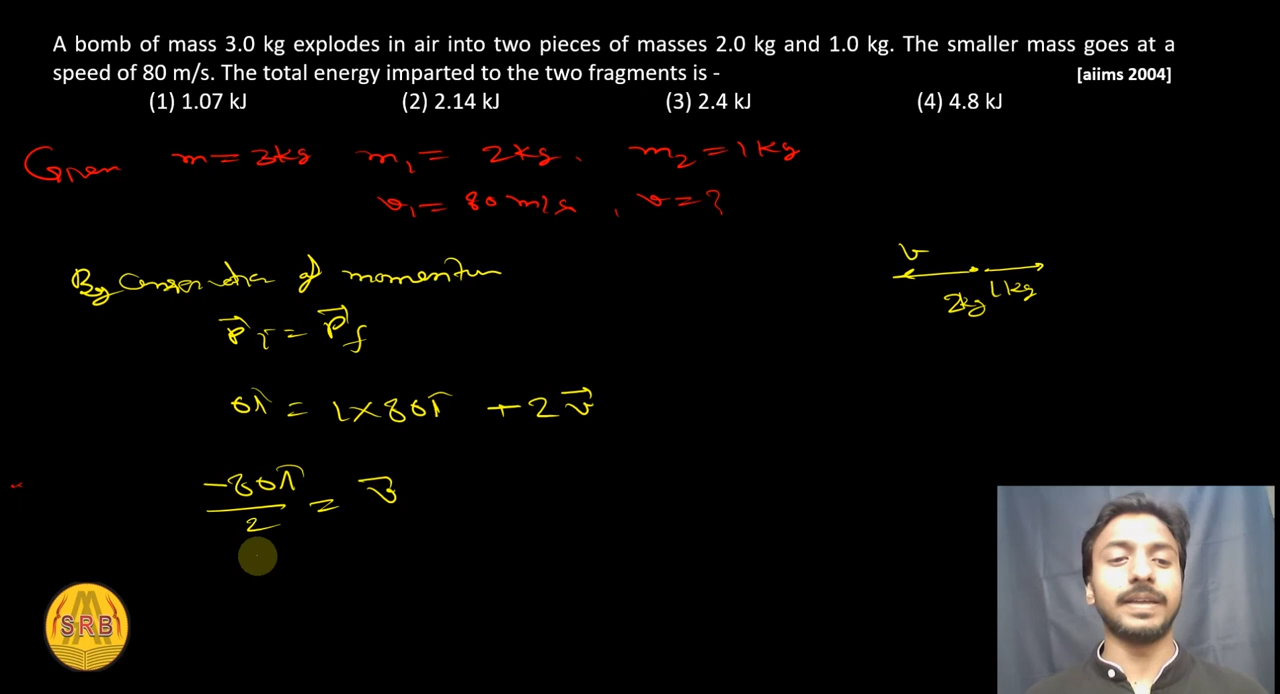 A bomb of mass 3.0 kg explodes in air into two pieces of masses 2.0 kg and 1.0 kg. The smaller mass goes at a
speed of 80 m/s. The total energy imparted to the two fragments is - [aiims 2004]
(1) 1.07 kJ (2) 2.14 kJ (3) 2.4 kJ (4) 4.8 kJ
Given m = 3kg m₁ = 2kg. m₂ = 1kg
v₁ = 80 m/s, v = ?
By conservation of momentum
v
2kg 1kg
p⃗ᵢ = p⃗f
0î = 1×80î + 2v⃗
-80î/2 = v⃗
SRB